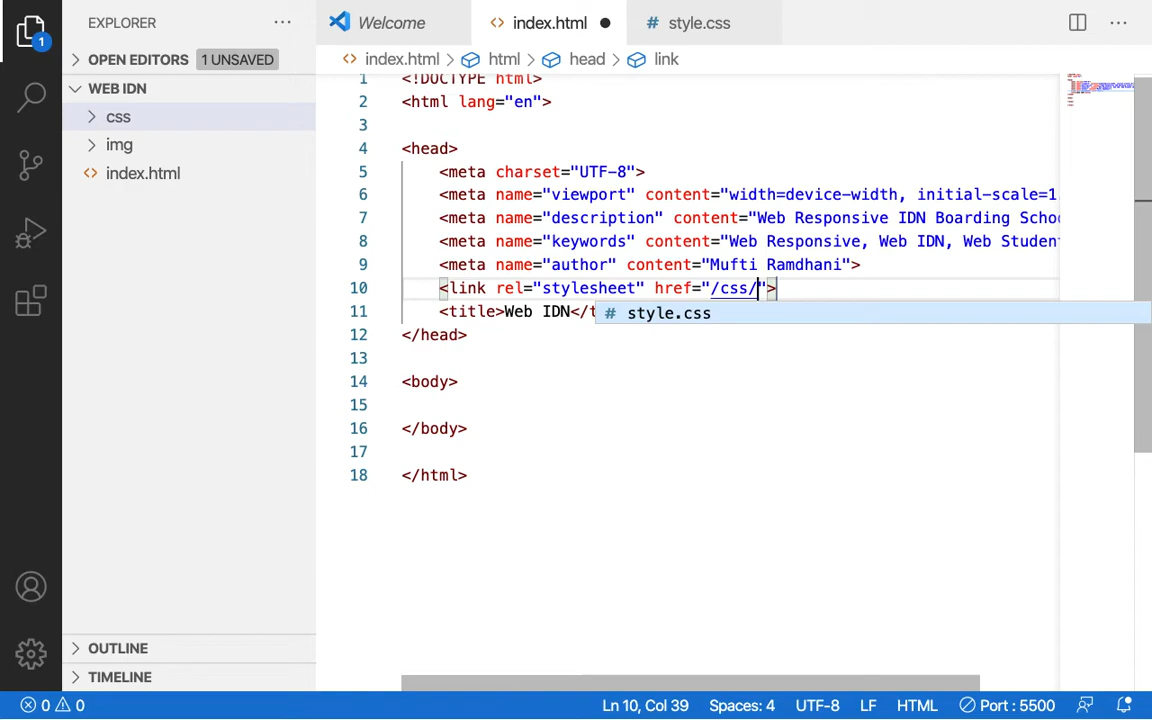 EXPLORER
Welcome
index.html
# style.css
OPEN EDITORS 1 UNSAVED
index.html > html > head > link
WEB IDN
css
img
index.html
1 <!DOCTYPE html>
2 <html lang="en">
3
4 <head>
5 <meta charset="UTF-8">
6 <meta name="viewport" content="width=device-width, initial-scale=1.
7 <meta name="description" content="Web Responsive IDN Boarding Schoo
8 <meta name="keywords" content="Web Responsive, Web IDN, Web Studen
9 <meta name="author" content="Mufti Ramdhani">
10 <link rel="stylesheet" href="/css/">
11 <title>Web IDN</t
# style.css
12 </head>
13
14 <body>
15
16 </body>
17
18 </html>
1
OUTLINE
TIMELINE
0 0 Ln 10, Col 39 Spaces: 4 UTF-8 LF HTML Port : 5500